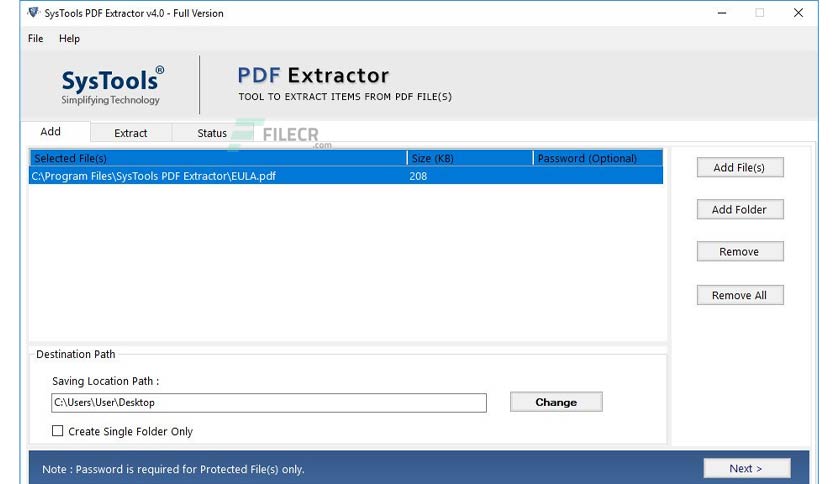 SysTools PDF Extractor v4.0 - Full Version
File Help
SysTools®
Simplifying Technology
PDF Extractor
TOOL TO EXTRACT ITEMS FROM PDF FILE(S)
Add Extract Status
FILECR
.com
Selected File(s) Size (KB) Password (Optional)
C:\Program Files\SysTools PDF Extractor\EULA.pdf 208
Add File(s)
Add Folder
Remove
Remove All
Destination Path
Saving Location Path :
C:\Users\User\Desktop
Change
Create Single Folder Only
Note : Password is required for Protected File(s) only.
Next >